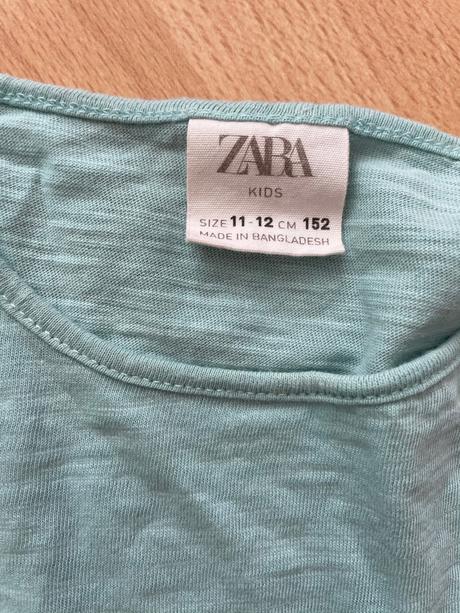 ZARA
KIDS
SIZE 11-12 CM 152
MADE IN BANGLADESH